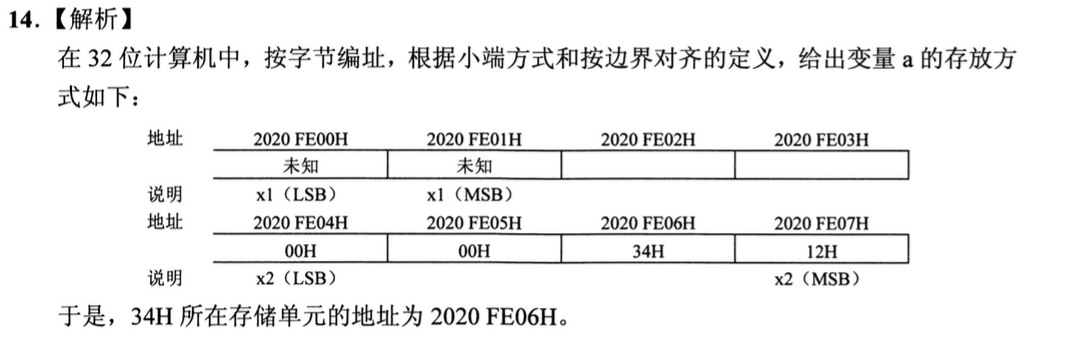 14.【解析】
在 32 位计算机中，按字节编址，根据小端方式和按边界对齐的定义，给出变量 a 的存放方
式如下：
地址 2020 FE00H 2020 FE01H 2020 FE02H 2020 FE03H
未知 未知
说明 x1（LSB） x1（MSB）
地址 2020 FE04H 2020 FE05H 2020 FE06H 2020 FE07H
00H 00H 34H 12H
说明 x2（LSB） x2（MSB）
于是，34H 所在存储单元的地址为 2020 FE06H。